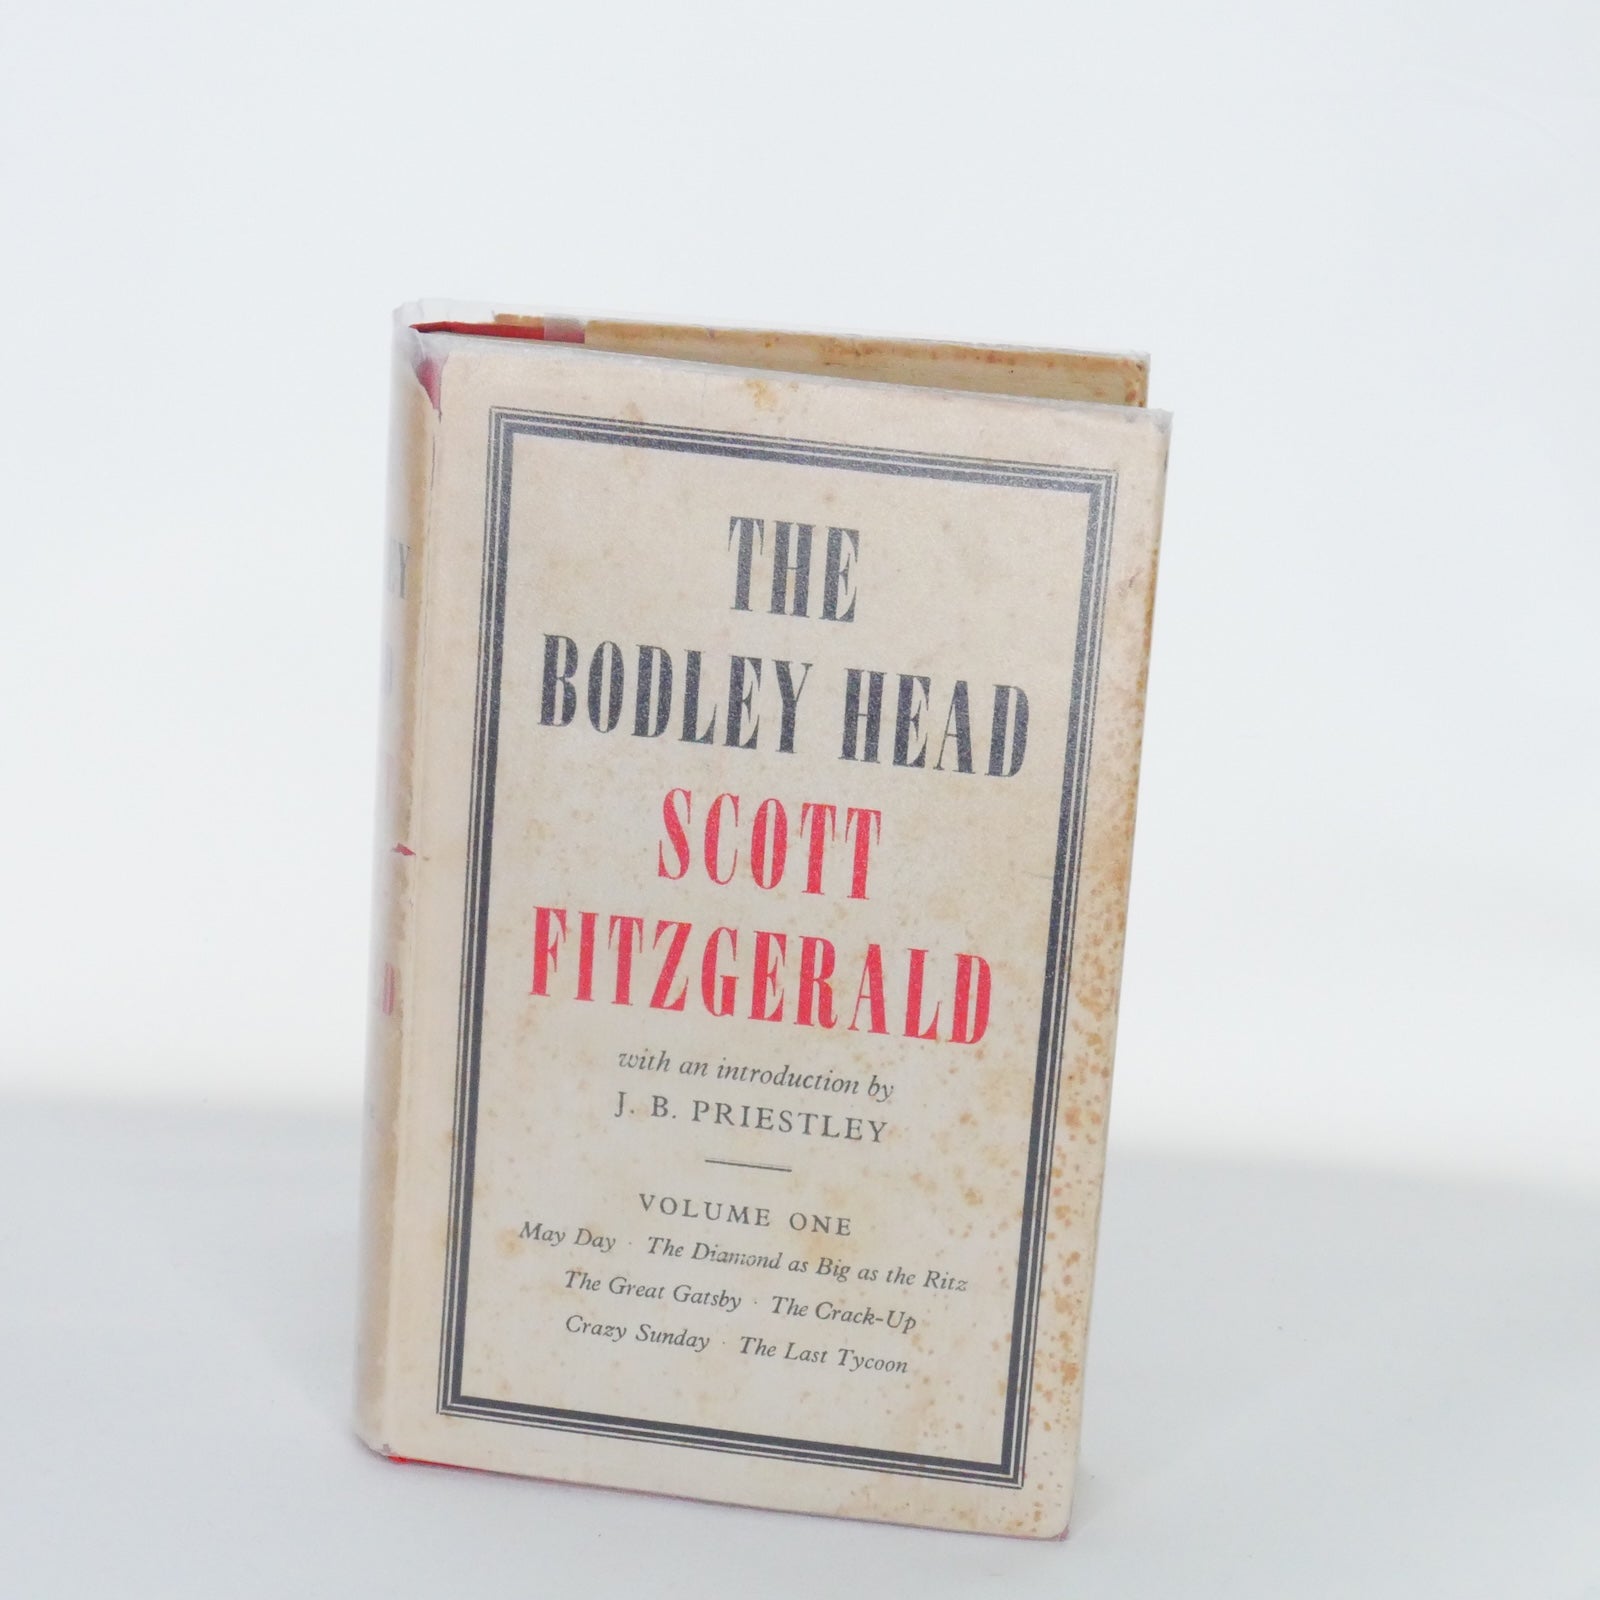 THE
BODLEY HEAD
SCOTT
FITZGERALD
with an introduction by
J. B. PRIESTLEY
VOLUME ONE
May Day · The Diamond as Big as the Ritz
The Great Gatsby · The Crack-Up
Crazy Sunday · The Last Tycoon